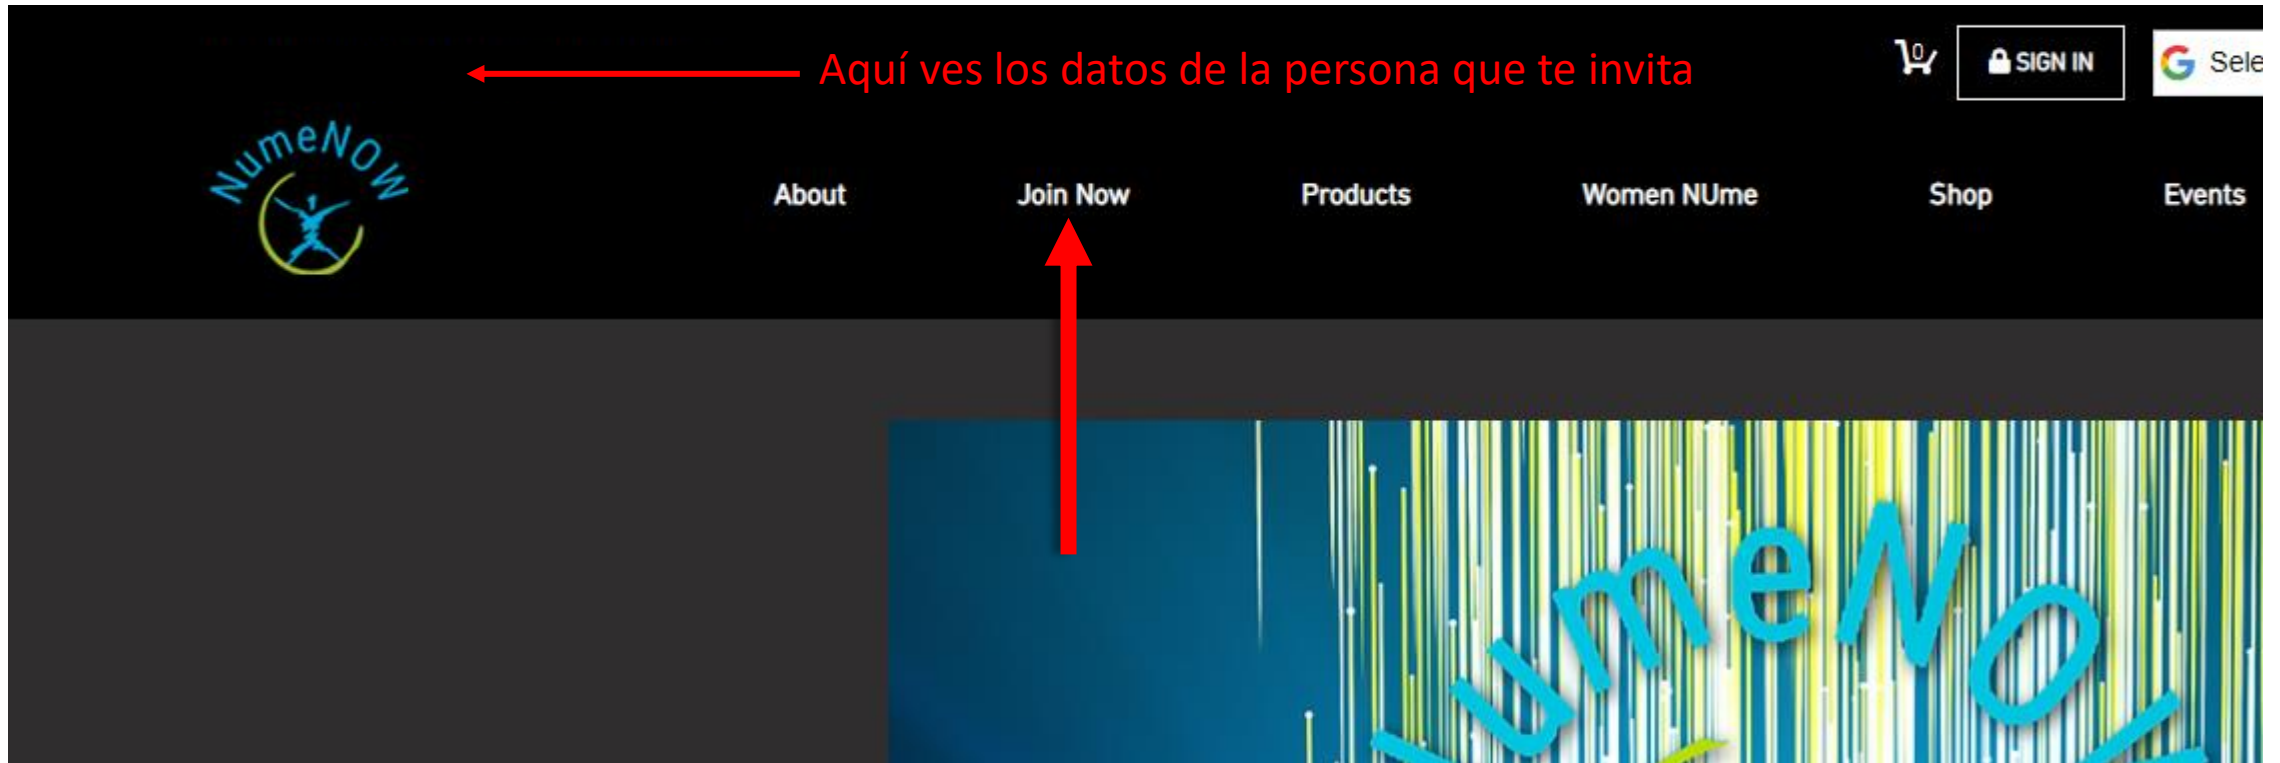 Aquí ves los datos de la persona que te invita
0
SIGN IN
G Sele
NumeNOW
About
Join Now
Products
Women NUme
Shop
Events
umeNO